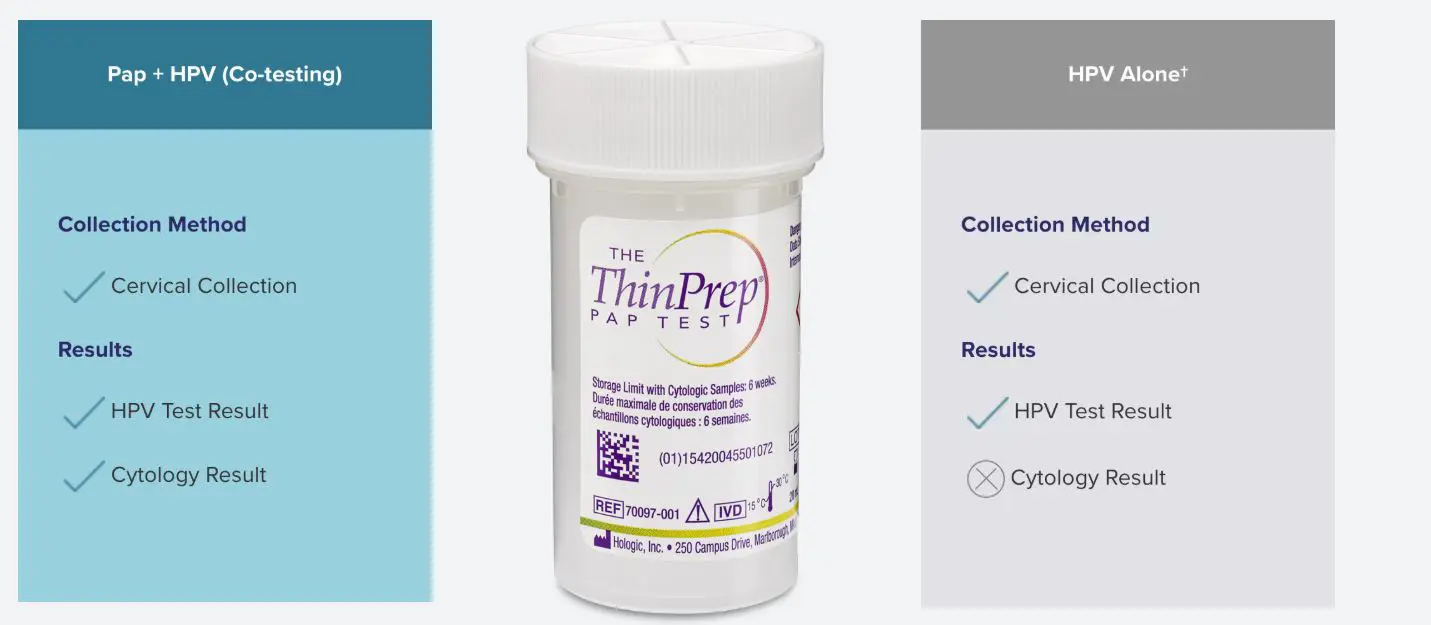 Pap + HPV (Co-testing)
Collection Method
Cervical Collection
Results
HPV Test Result
Cytology Result
THE
ThinPrep®
PAP TEST
Storage Limit with Cytologic Samples: 6 weeks.
Durée maximale de conservation des
échantillons cytologiques : 6 semaines.
(01)15420045501072
REF 70097-001
IVD
15 °C
30 °C
Hologic, Inc. • 250 Campus Drive, Marlborough,
HPV Alone†
Collection Method
Cervical Collection
Results
HPV Test Result
Cytology Result